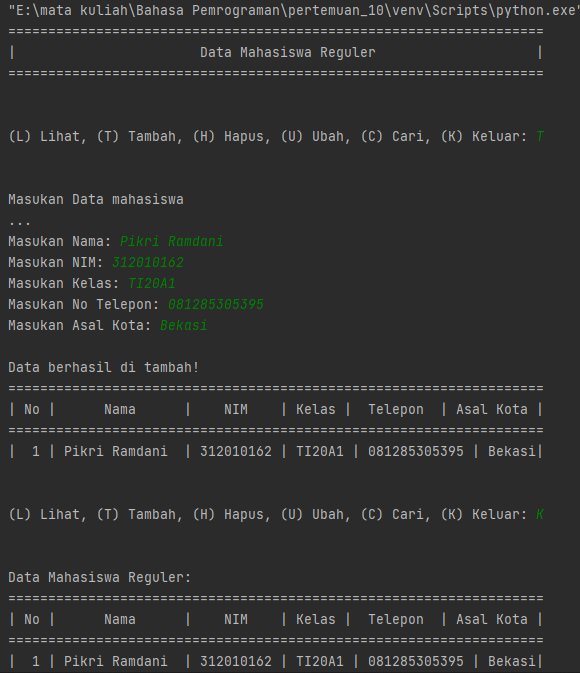 "E:\mata kuliah\Bahasa Pemrograman\pertemuan_10\venv\Scripts\python.exe"
===================================================================
|                       Data Mahasiswa Reguler                    |
===================================================================
(L) Lihat, (T) Tambah, (H) Hapus, (U) Ubah, (C) Cari, (K) Keluar: T
Masukan Data mahasiswa
...
Masukan Nama: Pikri Ramdani
Masukan NIM: 312010162
Masukan Kelas: TI20A1
Masukan No Telepon: 081285305395
Masukan Asal Kota: Bekasi
Data berhasil di tambah!
===================================================================
| No |      Nama      |    NIM    | Kelas |  Telepon  | Asal Kota |
===================================================================
|  1 | Pikri Ramdani  | 312010162 | TI20A1 | 081285305395 | Bekasi|
(L) Lihat, (T) Tambah, (H) Hapus, (U) Ubah, (C) Cari, (K) Keluar: K
Data Mahasiswa Reguler:
===================================================================
| No |      Nama      |    NIM    | Kelas |  Telepon  | Asal Kota |
===================================================================
|  1 | Pikri Ramdani  | 312010162 | TI20A1 | 081285305395 | Bekasi|